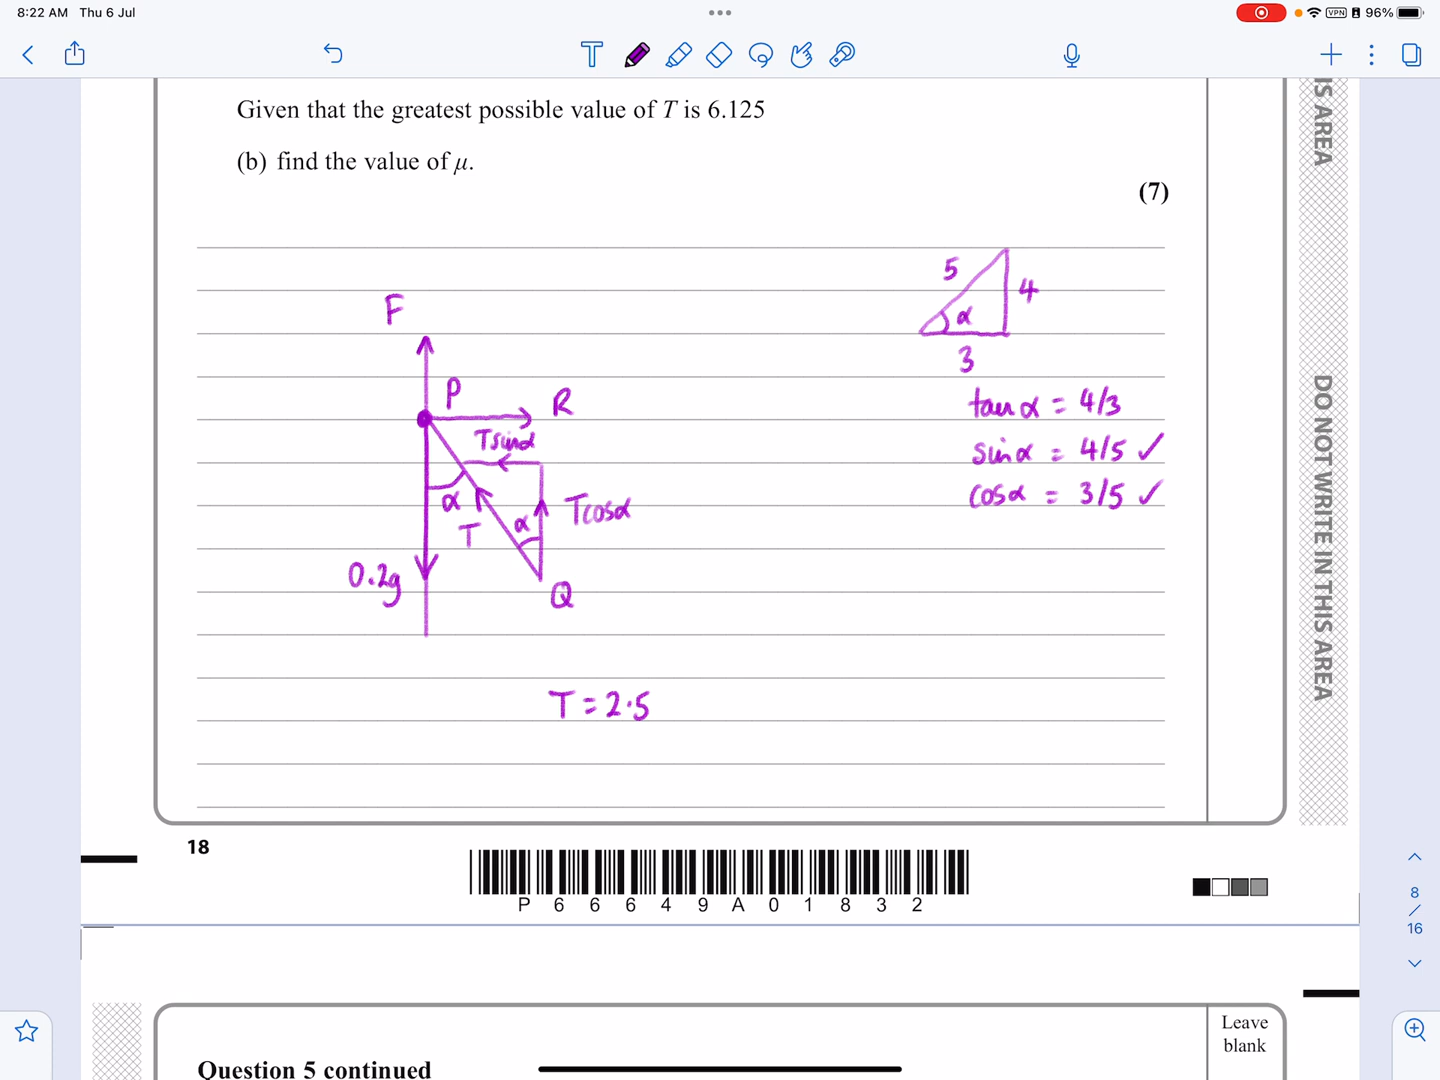 8:22 AM Thu 6 Jul
VPN 96%
IS AREA
Given that the greatest possible value of T is 6.125
(b) find the value of μ.
(7)
5
4
α
3
F
P
R
tan α = 4/3
Tsinα
sin α = 4/5 ✓
cosα = 3/5 ✓
α
T
α
Tcosα
0.2g
Q
DO NOT WRITE IN THIS AREA
T = 2.5
18
P 6 6 6 4 9 A 0 1 8 3 2
8
/
16
Leave
blank
Question 5 continued